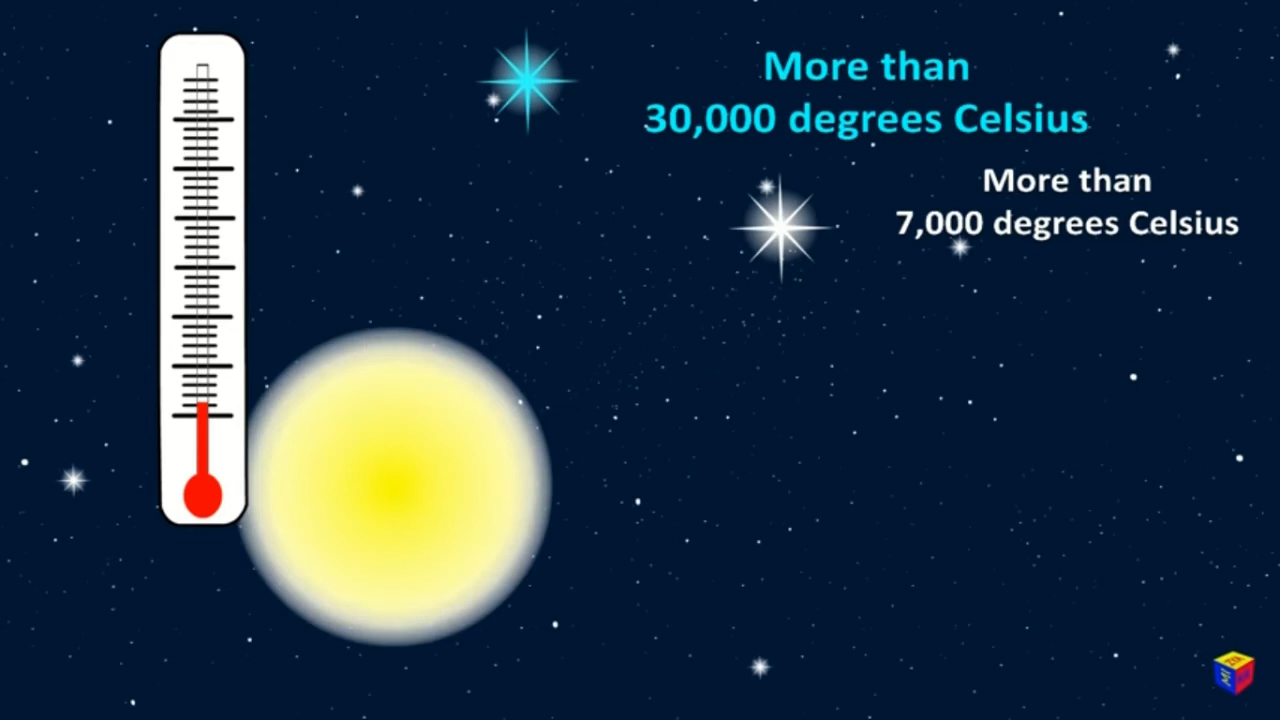 More than
30,000 degrees Celsius
More than
7,000 degrees Celsius